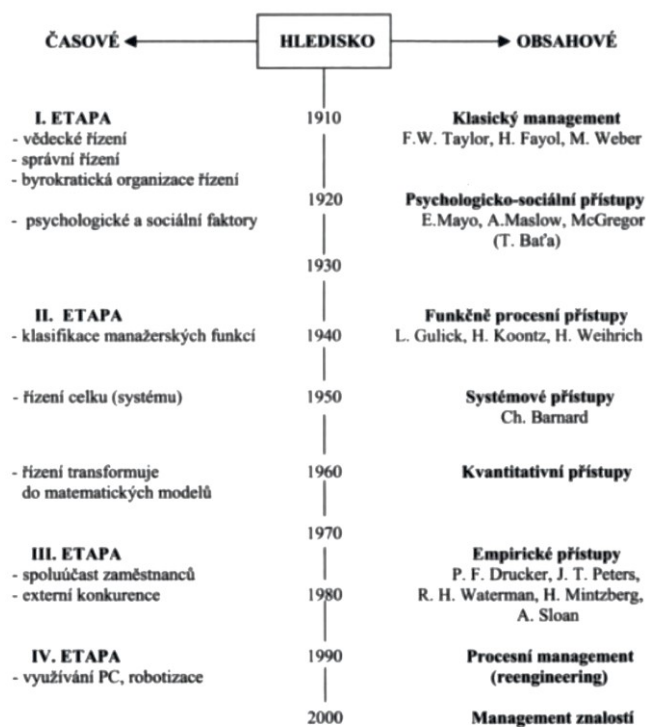 ČASOVÉ HLEDISKO OBSAHOVÉ
I. ETAPA 1910 Klasický management
- vědecké řízení F.W. Taylor, H. Fayol, M. Weber
- správní řízení
- byrokratická organizace řízení
1920 Psychologicko-sociální přístupy
- psychologické a sociální faktory E.Mayo, A.Maslow, McGregor
(T. Baťa)
1930
II. ETAPA Funkčně procesní přístupy
- klasifikace manažerských funkcí 1940 L. Gulick, H. Koontz, H. Weihrich
- řízení celku (systému) 1950 Systémové přístupy
Ch. Barnard
- řízení transformuje 1960 Kvantitativní přístupy
do matematických modelů
1970
III. ETAPA Empirické přístupy
- spoluúčast zaměstnanců P. F. Drucker, J. T. Peters,
- externí konkurence 1980 R. H. Waterman, H. Mintzberg,
A. Sloan
IV. ETAPA 1990 Procesní management
- využívání PC, robotizace (reengineering)
2000 Management znalostí